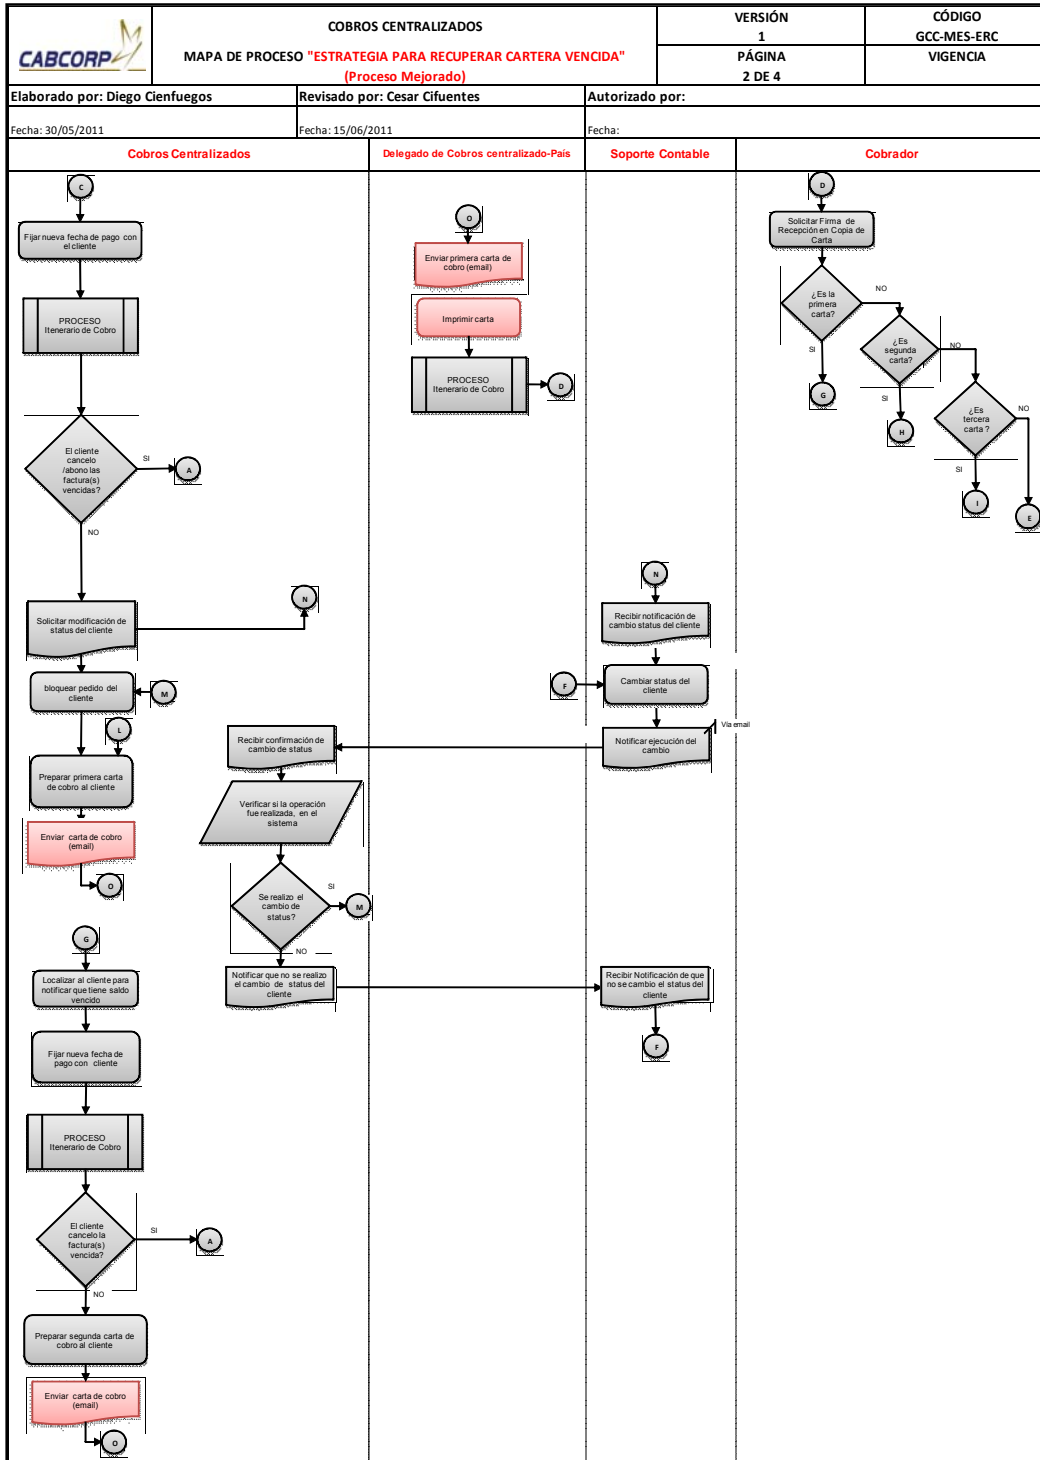 CABCORP
COBROS CENTRALIZADOS
MAPA DE PROCESO "ESTRATEGIA PARA RECUPERAR CARTERA VENCIDA"
(Proceso Mejorado)
VERSIÓN
1
CÓDIGO
GCC-MES-ERC
PÁGINA
2 DE 4
VIGENCIA
Elaborado por: Diego Cienfuegos
Revisado por: Cesar Cifuentes
Autorizado por:
Fecha: 30/05/2011
Fecha: 15/06/2011
Fecha:
Cobros Centralizados
Delegado de Cobros centralizado-País
Soporte Contable
Cobrador
C
Fijar nueva fecha de pago con
el cliente
PROCESO
Itenerario de Cobro
El cliente
cancelo
/abono las
factura(s)
vencidas?
SI
A
NO
Solicitar modificación de
status del cliente
N
bloquear pedido del
cliente
M
L
Preparar primera carta
de cobro al cliente
Enviar carta de cobro
(email)
O
Recibir confirmación de
cambio de status
Verificar si la operación
fue realizada, en el
sistema
Se realizo el
cambio de
status?
SI
M
NO
Notificar que no se realizo
el cambio de status del
cliente
G
Localizar al cliente para
notificar que tiene saldo
vencido
Fijar nueva fecha de
pago con cliente
PROCESO
Itenerario de Cobro
El cliente
cancelo la
factura(s)
vencida?
SI
A
NO
Preparar segunda carta de
cobro al cliente
Enviar carta de cobro
(email)
O
O
Enviar primera carta de
cobro (email)
Imprimir carta
PROCESO
Itenerario de Cobro
D
N
Recibir notificación de
cambio status del cliente
F
Cambiar status del
cliente
Notificar ejecución del
cambio
Vía email
Recibir Notificación de que
no se cambio el status del
cliente
F
D
Solicitar Firma de
Recepción en Copia de
Carta
¿Es la
primera
carta?
NO
SI
G
¿Es
segunda
carta?
NO
SI
H
¿Es
tercera
carta ?
NO
SI
I
E